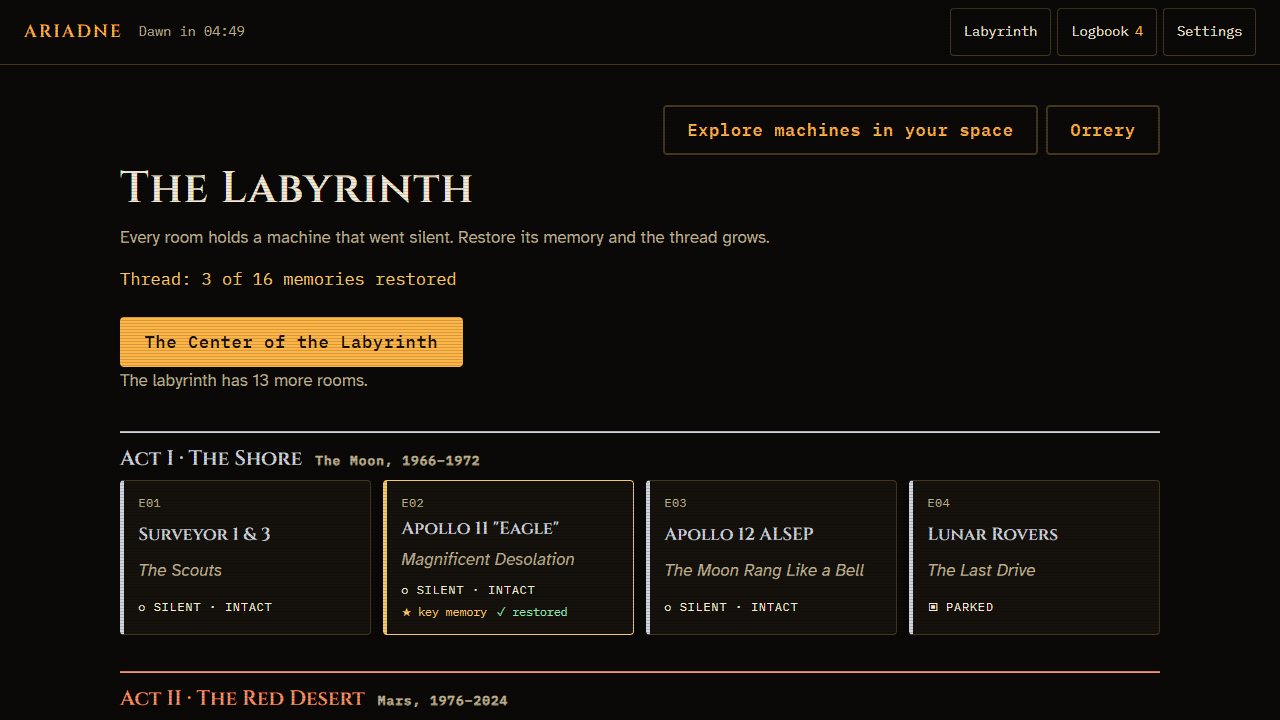 ARIADNE Dawn in 04:49 Labyrinth Logbook 4 Settings
Explore machines in your space Orrery
The Labyrinth
Every room holds a machine that went silent. Restore its memory and the thread grows.
Thread: 3 of 16 memories restored
The Center of the Labyrinth
The labyrinth has 13 more rooms.
Act I · The Shore The Moon, 1966–1972
E01
Surveyor 1 & 3
The Scouts
○ SILENT · INTACT
E02
Apollo 11 "Eagle"
Magnificent Desolation
○ SILENT · INTACT
★ key memory ✓ restored
E03
Apollo 12 ALSEP
The Moon Rang Like a Bell
○ SILENT · INTACT
E04
Lunar Rovers
The Last Drive
▣ PARKED
Act II · The Red Desert Mars, 1976–2024